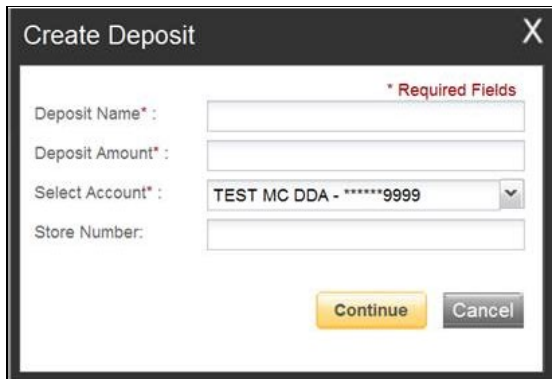 Create Deposit X
* Required Fields
Deposit Name* :
Deposit Amount* :
Select Account* : TEST MC DDA - ******9999
Store Number:
Continue Cancel